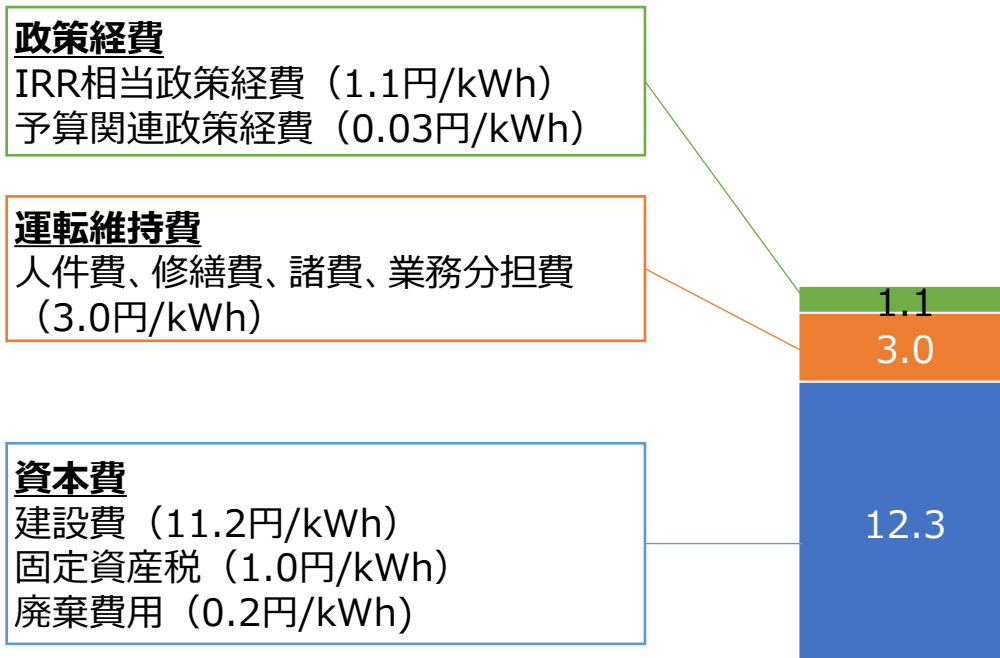 政策経費
IRR相当政策経費（1.1円/kWh）
予算関連政策経費（0.03円/kWh）
運転維持費
人件費、修繕費、諸費、業務分担費
（3.0円/kWh）
資本費
建設費（11.2円/kWh）
固定資産税（1.0円/kWh）
廃棄費用（0.2円/kWh)
1.1
3.0
12.3